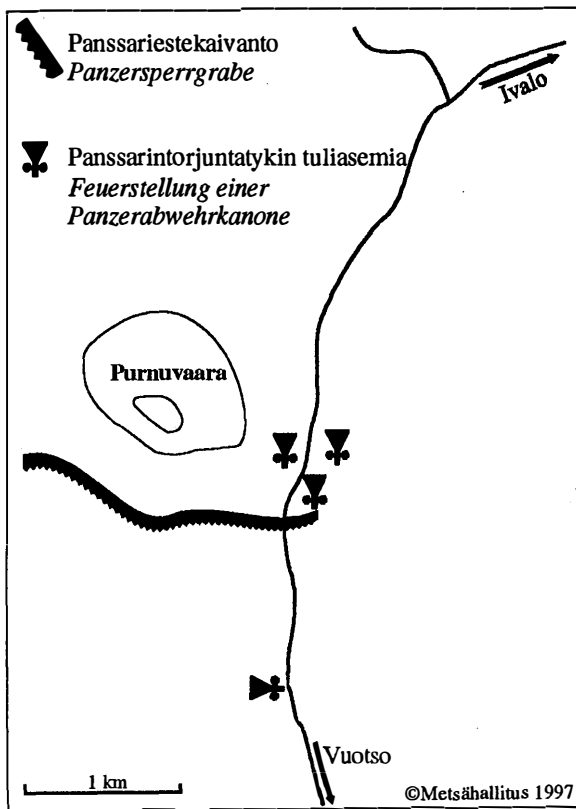 Panssariestekaivanto
Panzersperrgrabe
Ivalo
Panssarintorjuntatykin tuliasemia
Feuerstellung einer
Panzerabwehrkanone
Purnuvaara
Vuotso
1 km
©Metsähallitus 1997